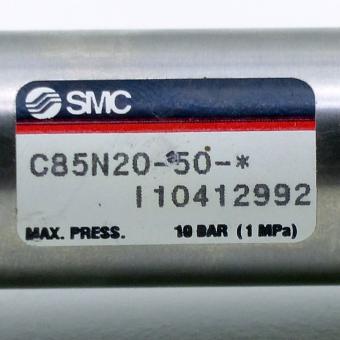 SMC
C85N20-50-*
I10412992
MAX. PRESS. 10 BAR (1 MPa)